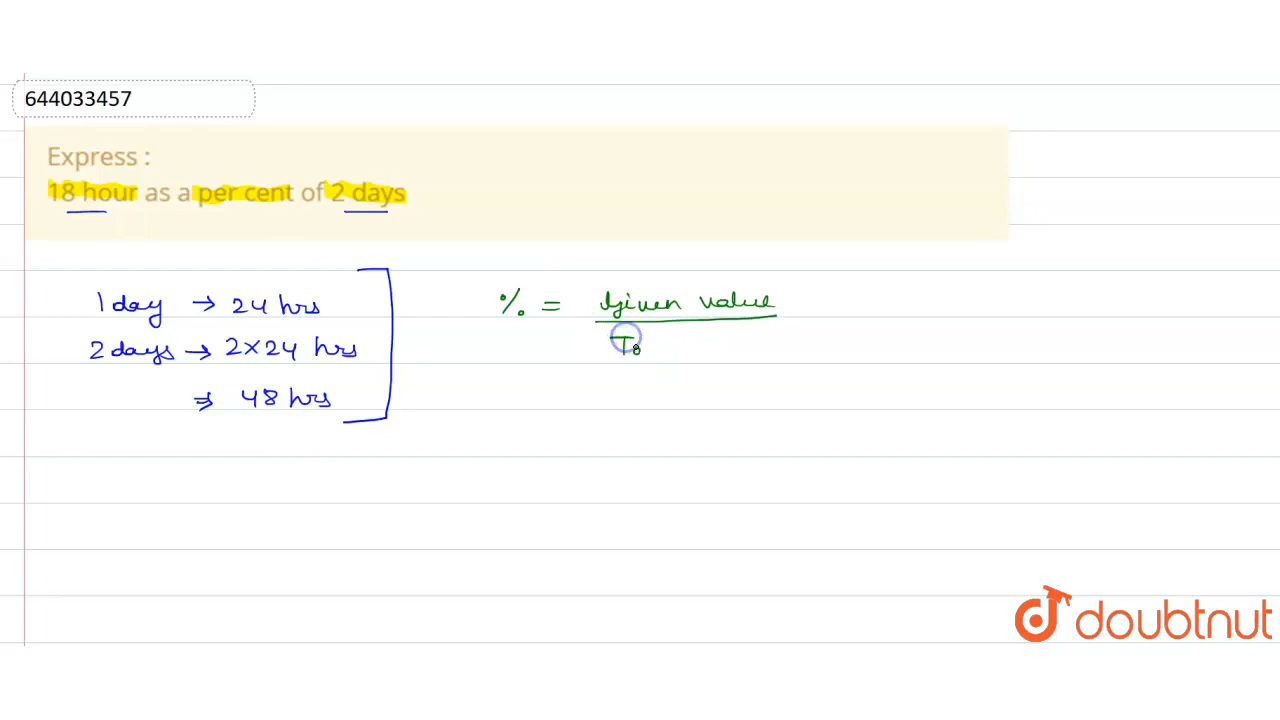 644033457
Express :
18 hour as a per cent of 2 days
1 day → 24 hrs
2 days → 2×24 hrs
⇒ 48 hrs
% = Given value
To
doubtnut